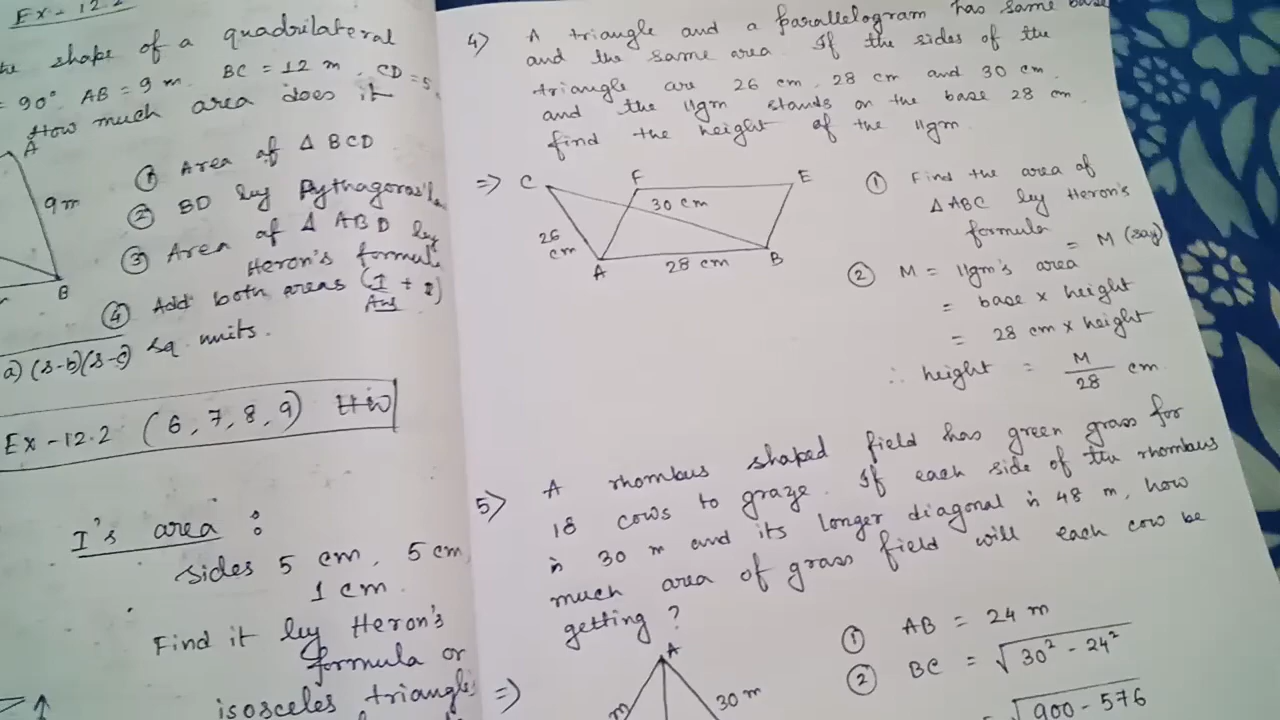 Ex - 12.2
shape of a quadrilateral
= 90° AB = 9 m. BC = 12 m, CD = 5
How much area does it
A
9 m
B
① Area of △ BCD
② BD by Pythagoras's
③ Area of △ ABD by
Heron's formula
④ Add both areas (1 + 2)
Ans
a) (s-b)(s-c) sq units.
Ex - 12.2 (6, 7, 8, 9) HW
I's area :
sides 5 cm, 5 cm,
1 cm.
Find it by Heron's
formula or
isosceles triangle
4) A triangle and a parallelogram has same base
and the same area. If the sides of the
triangle are 26 cm, 28 cm and 30 cm.
and the ||gm stands on the base 28 cm.
find the height of the ||gm.
=> C F E
30 cm
26
cm
A 28 cm B
① Find the area of
△ABC by Heron's
formula
= M (say)
② M = ||gm's area
= base x height
= 28 cm x height
∴ height = M/28 cm.
5) A rhombus shaped field has green grass for
18 cows to graze. If each side of the rhombus
is 30 m and its longer diagonal is 48 m, how
much area of grass field will each cow be
getting ?
=> A
30 m
m
① AB = 24 m
② BC = √30² - 24²
= √900 - 576